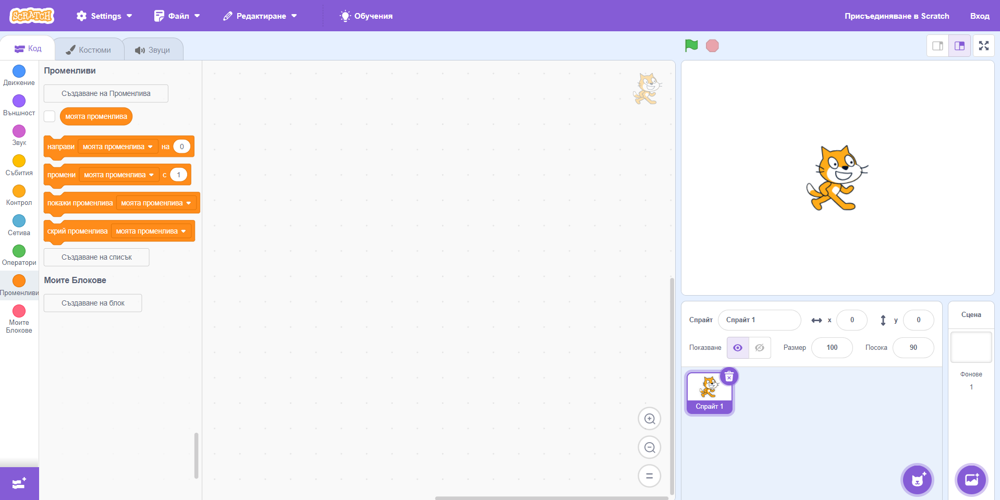 SCRATCH
Settings
Файл
Редактиране
Обучения
Присъединяване в Scratch
Вход
Код
Костюми
Звуци
Движение
Външност
Звук
Събития
Контрол
Сетива
Оператори
Променливи
Моите
Блокове
Променливи
Създаване на Променлива
моята променлива
направи моята променлива на 0
промени моята променлива с 1
покажи променлива моята променлива
скрий променлива моята променлива
Създаване на списък
Моите Блокове
Създаване на блок
Спрайт Спрайт 1 x 0 y 0
Показване Размер 100 Посока 90
Спрайт 1
Сцена
Фонове
1